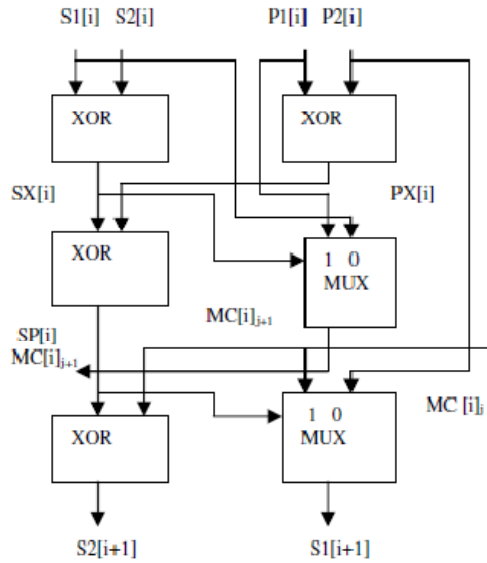 S1[i] S2[i] P1[i] P2[i]
XOR XOR
SX[i] PX[i]
XOR 1 0
MUX
MC[i]j+1
SP[i]
MC[i]j+1
XOR 1 0
MUX
MC [i]j
S2[i+1] S1[i+1]